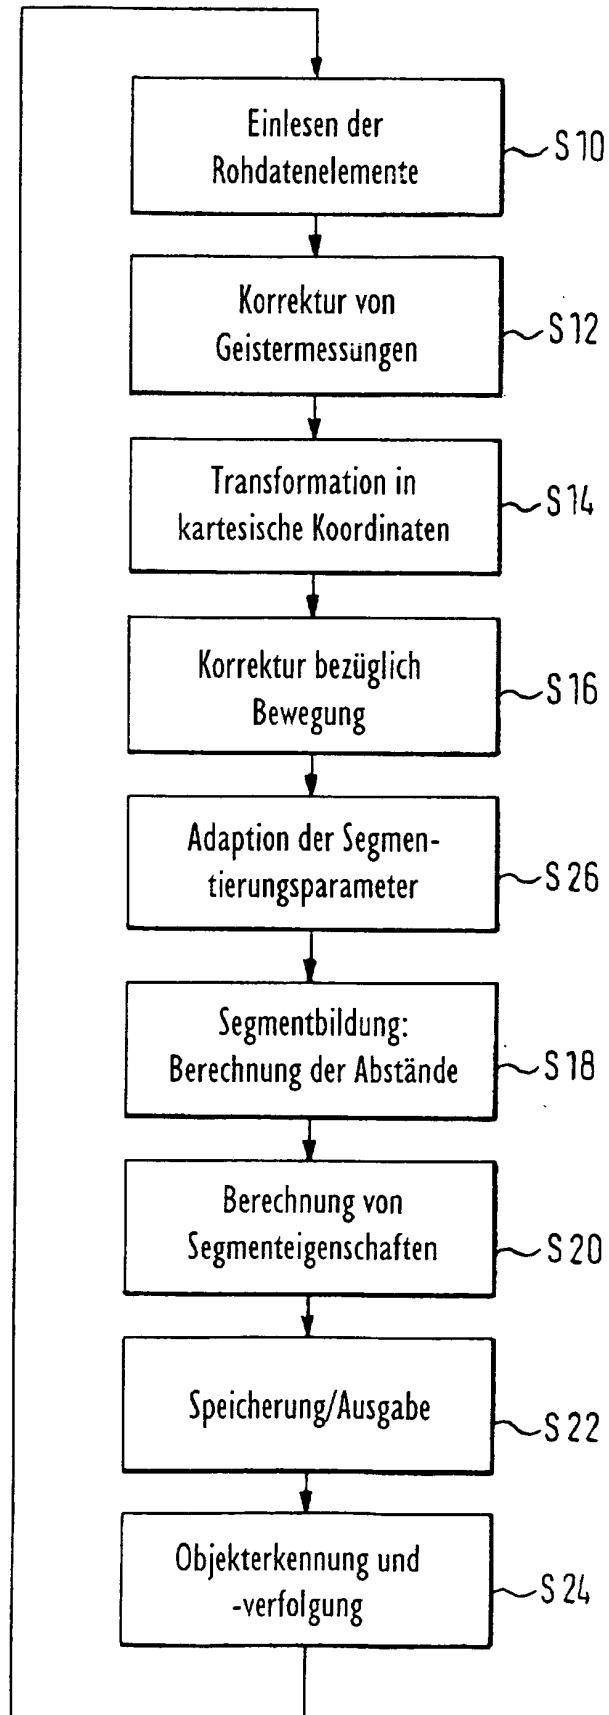 Einlesen der
Rohdatenelemente
S10
Korrektur von
Geistermessungen
S12
Transformation in
kartesische Koordinaten
S14
Korrektur bezüglich
Bewegung
S16
Adaption der Segmen-
tierungsparameter
S26
Segmentbildung:
Berechnung der Abstände
S18
Berechnung von
Segmenteigenschaften
S20
Speicherung/Ausgabe
S22
Objekterkennung und
-verfolgung
S24